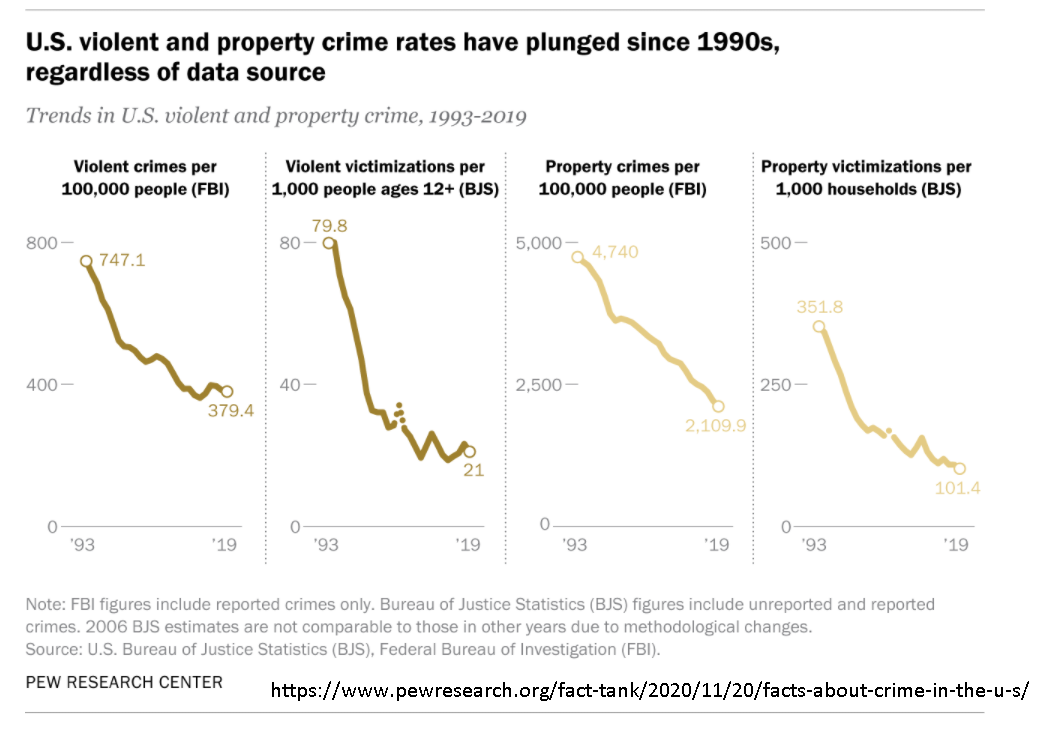 U.S. violent and property crime rates have plunged since 1990s,
regardless of data source
Trends in U.S. violent and property crime, 1993-2019
Violent crimes per
100,000 people (FBI)
800
747.1
400
379.4
0
'93
'19
Violent victimizations per
1,000 people ages 12+ (BJS)
79.8
80
40
21
0
'93
'19
Property crimes per
100,000 people (FBI)
5,000
4,740
2,500
2,109.9
0
'93
'19
Property victimizations per
1,000 households (BJS)
500
351.8
250
101.4
0
'93
'19
Note: FBI figures include reported crimes only. Bureau of Justice Statistics (BJS) figures include unreported and reported
crimes. 2006 BJS estimates are not comparable to those in other years due to methodological changes.
Source: U.S. Bureau of Justice Statistics (BJS), Federal Bureau of Investigation (FBI).
PEW RESEARCH CENTER
https://www.pewresearch.org/fact-tank/2020/11/20/facts-about-crime-in-the-u-s/